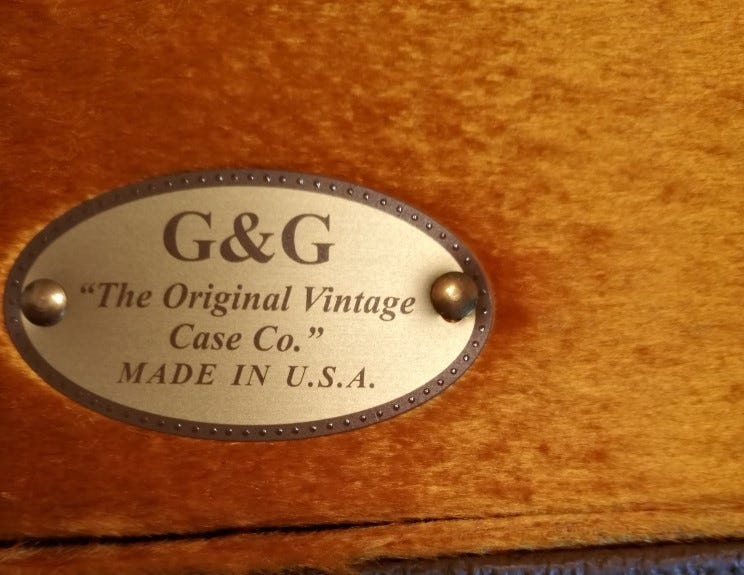 G&G
“The Original Vintage
Case Co.”
MADE IN U.S.A.